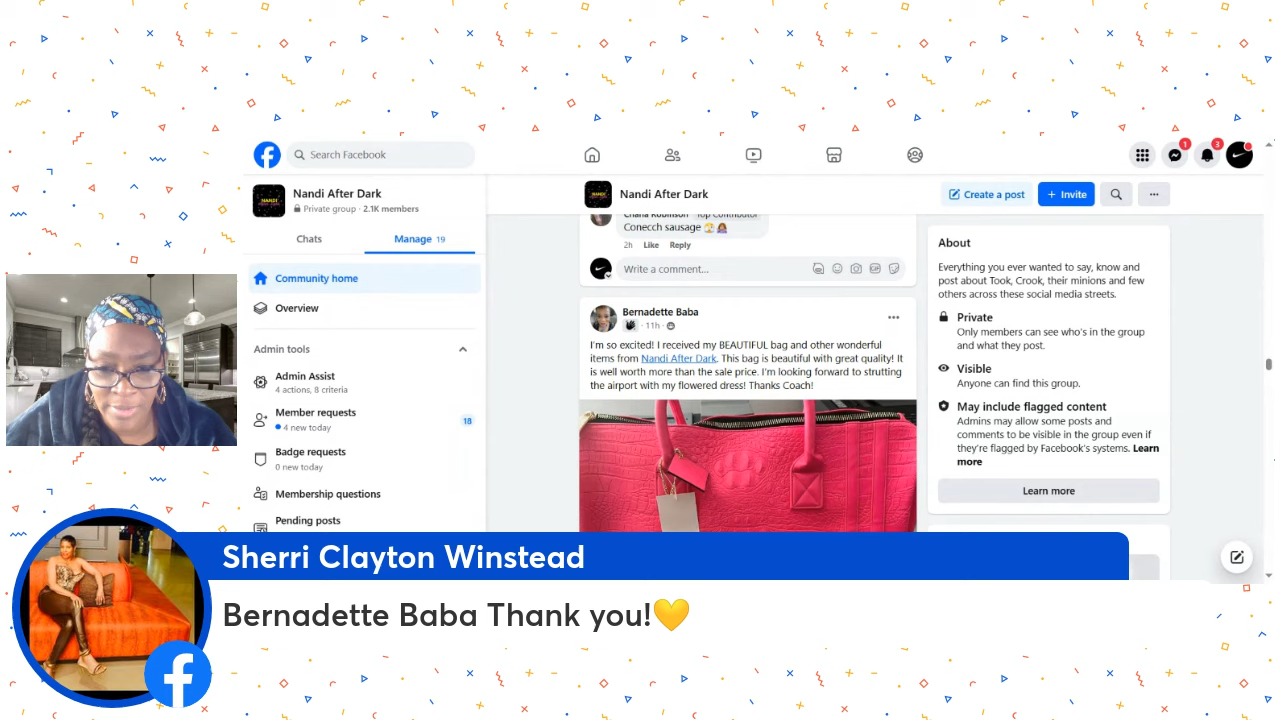 Search Facebook
1
3
Nandi After Dark
Private group · 2.1K members
Chats
Manage 19
Community home
Overview
Admin tools
Admin Assist
4 actions, 8 criteria
Member requests
4 new today
18
Badge requests
0 new today
Membership questions
Pending posts
NANDI
Nandi After Dark
Create a post
+ Invite
Charla Robinson Top Contributor
Conecch sausage
2h Like Reply
Write a comment...
Bernadette Baba
· 11h ·
I'm so excited! I received my BEAUTIFUL bag and other wonderful
items from Nandi After Dark. This bag is beautiful with great quality! It
is well worth more than the sale price. I'm looking forward to strutting
the airport with my flowered dress! Thanks Coach!
About
Everything you ever wanted to say, know and
post about Took, Crook, their minions and few
others across these social media streets.
Private
Only members can see who's in the group
and what they post.
Visible
Anyone can find this group.
May include flagged content
Admins may allow some posts and
comments to be visible in the group even if
they're flagged by Facebook's systems. Learn
more
Learn more
Sherri Clayton Winstead
Bernadette Baba Thank you!💛